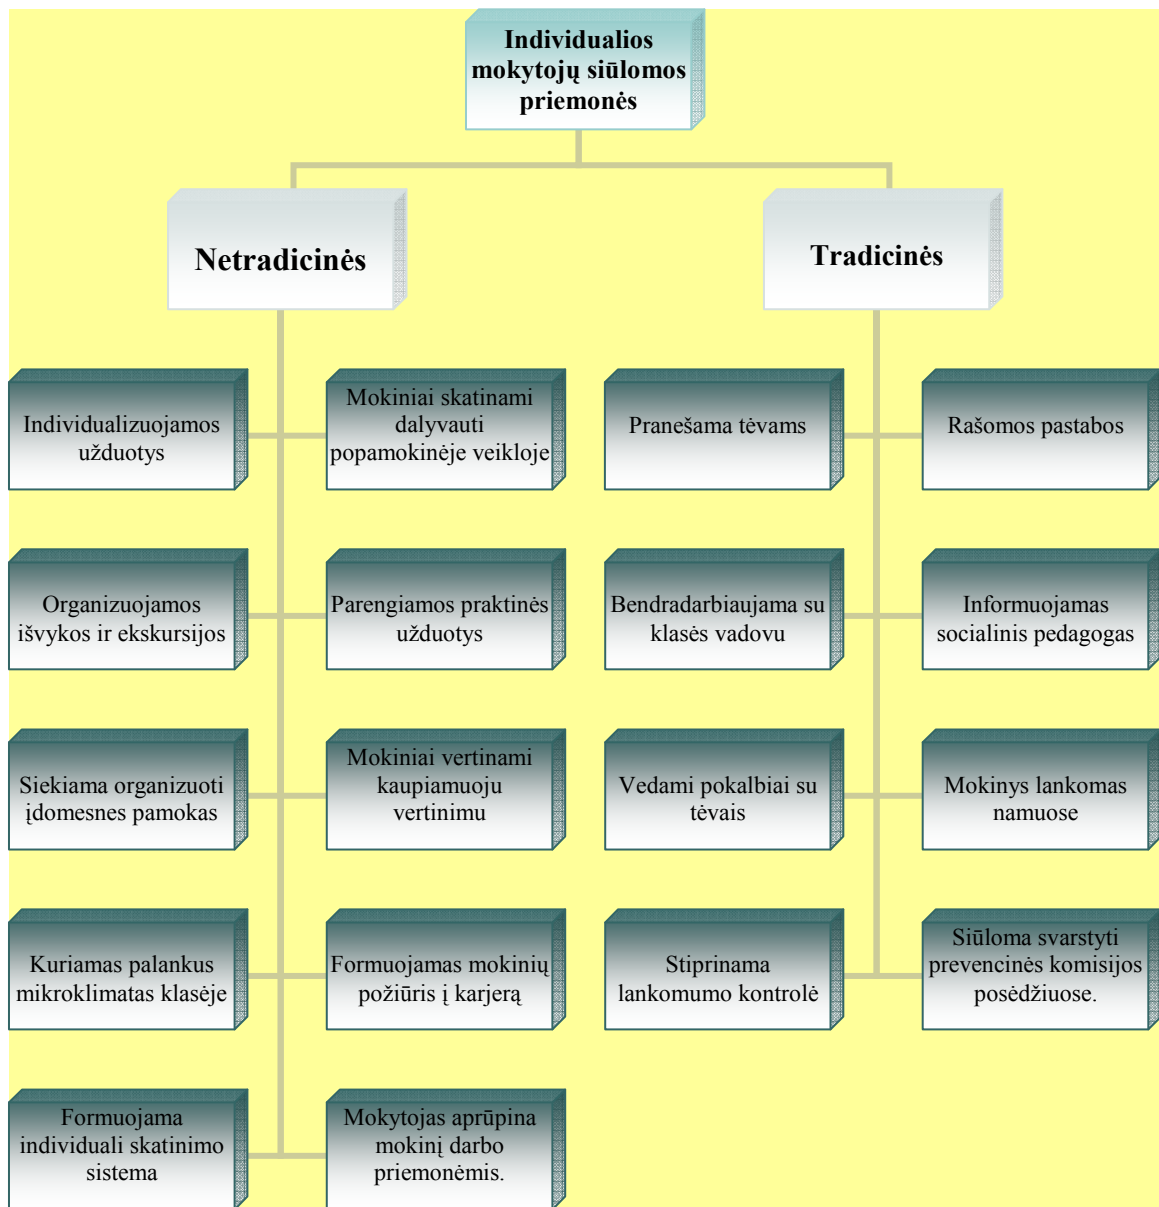 Individualios
mokytojų siūlomos
priemonės
Netradicinės
Tradicinės
Individualizuojamos
užduotys
Mokiniai skatinami
dalyvauti
popamokinėje veikloje
Pranešama tėvams
Rašomos pastabos
Organizuojamos
išvykos ir ekskursijos
Parengiamos praktinės
užduotys
Bendradarbiaujama su
klasės vadovu
Informuojamas
socialinis pedagogas
Siekiama organizuoti
įdomesnes pamokas
Mokiniai vertinami
kaupiamuoju
vertinimu
Vedami pokalbiai su
tėvais
Mokinys lankomas
namuose
Kuriamas palankus
mikroklimatas klasėje
Formuojamas mokinių
požiūris į karjerą
Stiprinama
lankomumo kontrolė
Siūloma svarstyti
prevencinės komisijos
posėdžiuose.
Formuojama
individuali skatinimo
sistema
Mokytojas aprūpina
mokinį darbo
priemonėmis.